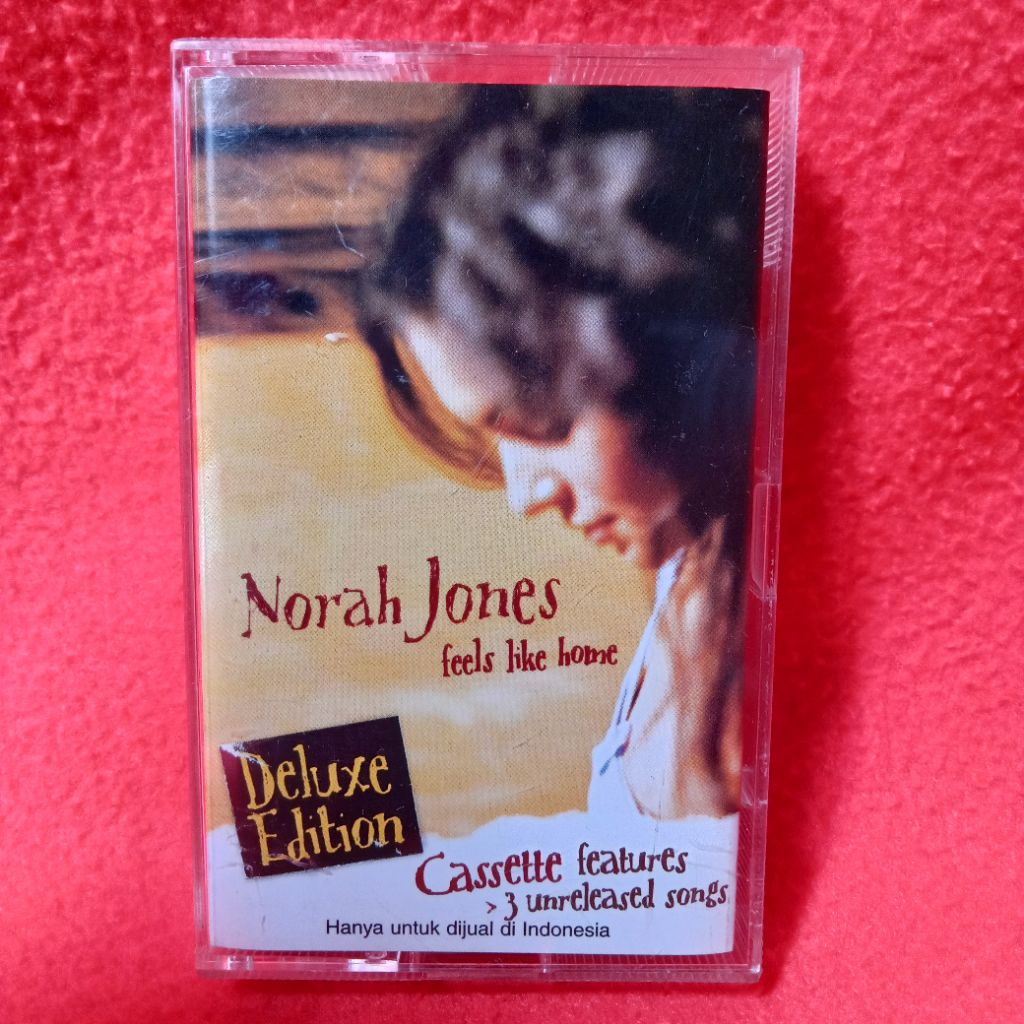 Norah Jones
feels like home
Deluxe
Edition
Cassette features
> 3 unreleased songs
Hanya untuk dijual di Indonesia